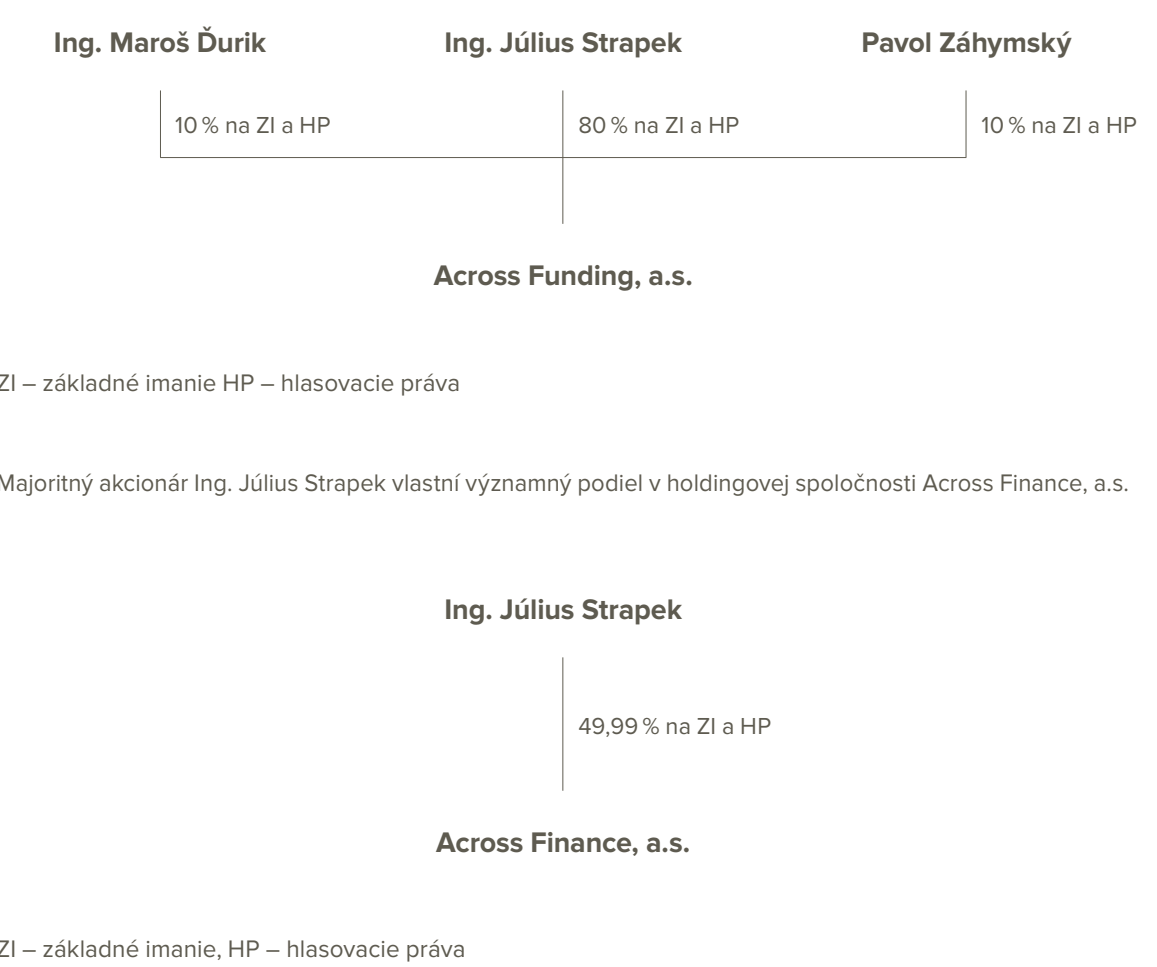 Ing. Maroš Ďurik Ing. Július Strapek Pavol Záhymský
10 % na ZI a HP 80 % na ZI a HP 10 % na ZI a HP
Across Funding, a.s.
ZI – základné imanie HP – hlasovacie práva
Majoritný akcionár Ing. Július Strapek vlastní významný podiel v holdingovej spoločnosti Across Finance, a.s.
Ing. Július Strapek
49,99 % na ZI a HP
Across Finance, a.s.
ZI – základné imanie, HP – hlasovacie práva